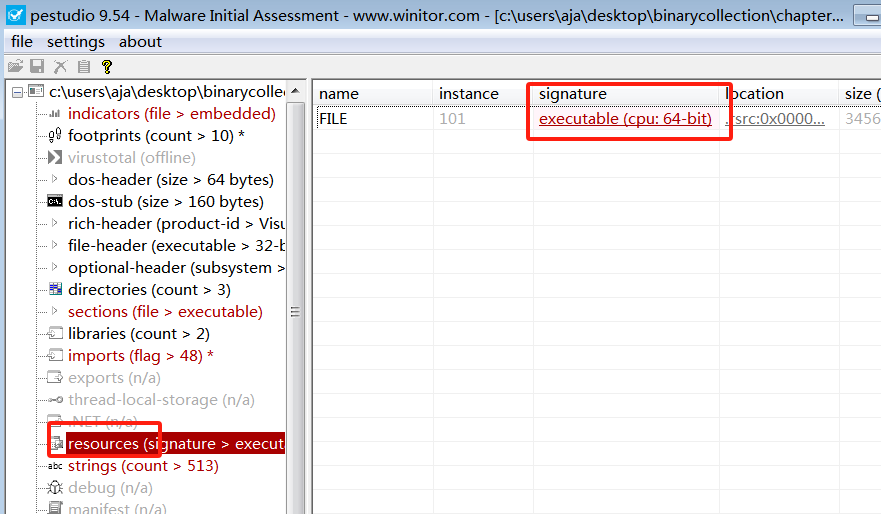 pestudio 9.54 - Malware Initial Assessment - www.winitor.com - [c:\users\aja\desktop\binarycollection\chapter...
file settings about
c:\users\aja\desktop\binarycollec
indicators (file > embedded)
footprints (count > 10) *
virustotal (offline)
dos-header (size > 64 bytes)
dos-stub (size > 160 bytes)
rich-header (product-id > Visu
file-header (executable > 32-b
optional-header (subsystem >
directories (count > 3)
sections (file > executable)
libraries (count > 2)
imports (flag > 48) *
exports (n/a)
thread-local-storage (n/a)
.NET (n/a)
resources (signature > execut
abc strings (count > 513)
debug (n/a)
manifest (n/a)
name instance signature location size (
FILE 101 executable (cpu: 64-bit) .rsrc:0x0000... 3456